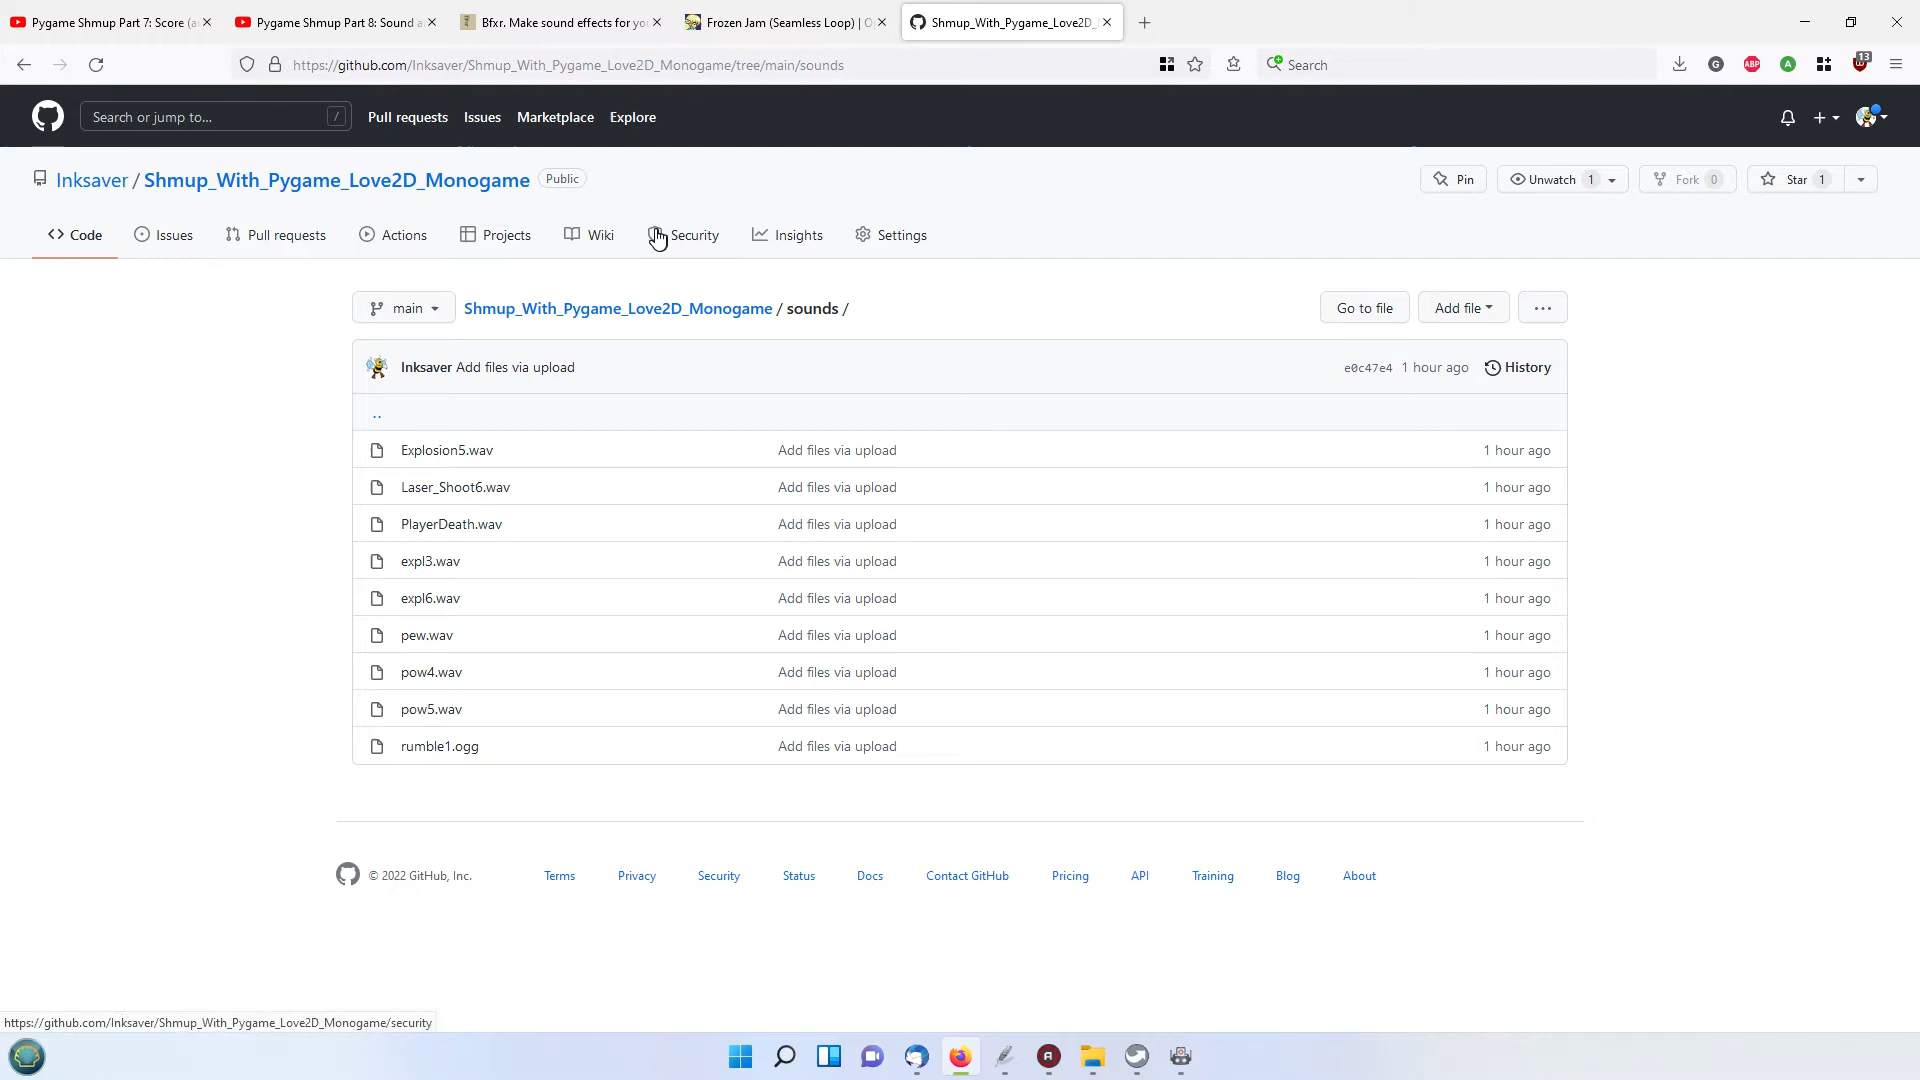 Pygame Shmup Part 7: Score (a
Pygame Shmup Part 8: Sound a
Bfxr. Make sound effects for yo
Frozen Jam (Seamless Loop) | O
Shmup_With_Pygame_Love2D_
https://github.com/Inksaver/Shmup_With_Pygame_Love2D_Monogame/tree/main/sounds
Search
G
ABP
A
13
Search or jump to...
/
Pull requests
Issues
Marketplace
Explore
Inksaver / Shmup_With_Pygame_Love2D_Monogame
Public
Pin
Unwatch 1
Fork 0
Star 1
Code
Issues
Pull requests
Actions
Projects
Wiki
Security
Insights
Settings
main
Shmup_With_Pygame_Love2D_Monogame / sounds /
Go to file
Add file
...
Inksaver Add files via upload
e0c47e4 1 hour ago
History
..
Explosion5.wav Add files via upload 1 hour ago
Laser_Shoot6.wav Add files via upload 1 hour ago
PlayerDeath.wav Add files via upload 1 hour ago
expl3.wav Add files via upload 1 hour ago
expl6.wav Add files via upload 1 hour ago
pew.wav Add files via upload 1 hour ago
pow4.wav Add files via upload 1 hour ago
pow5.wav Add files via upload 1 hour ago
rumble1.ogg Add files via upload 1 hour ago
© 2022 GitHub, Inc.
Terms
Privacy
Security
Status
Docs
Contact GitHub
Pricing
API
Training
Blog
About
https://github.com/Inksaver/Shmup_With_Pygame_Love2D_Monogame/security